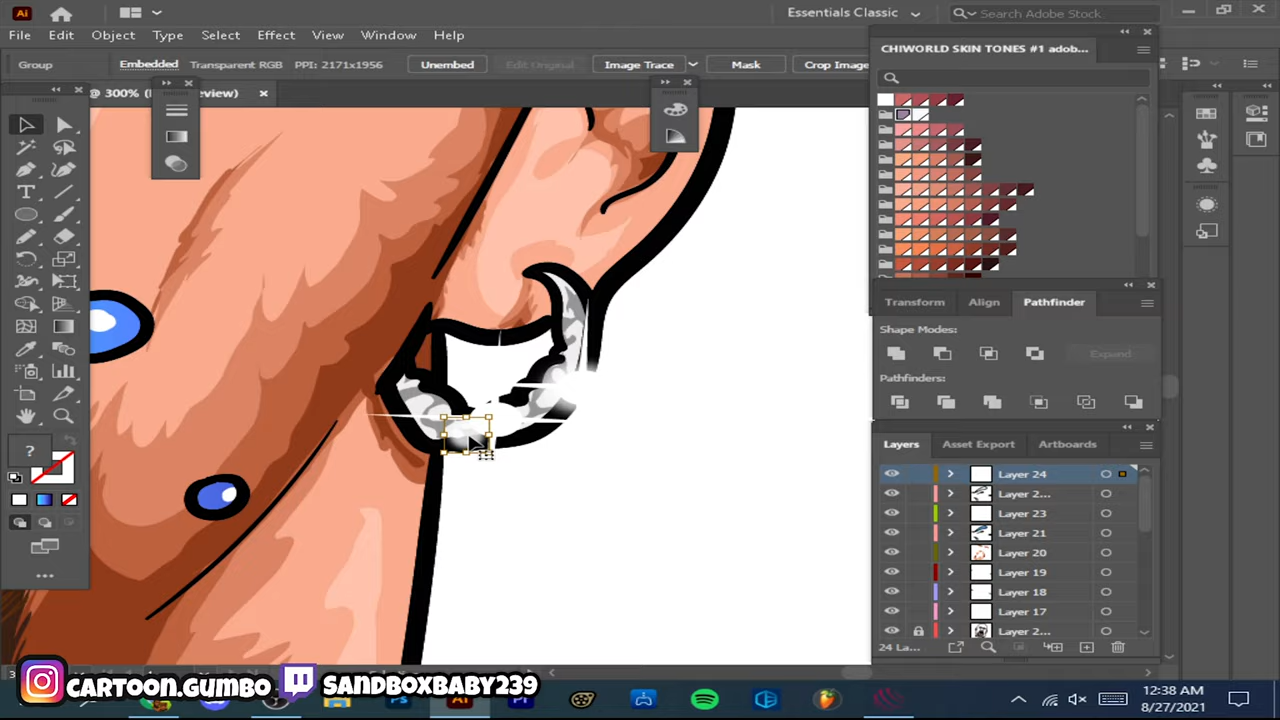 Ai
Essentials Classic
Search Adobe Stock
File Edit Object Type Select Effect View Window Help
Group Embedded Transparent RGB PPI: 2171x1956 Unembed Edit Original Image Trace Mask Crop Image
@ 300%
CHIWORLD SKIN TONES #1 adob...
T
?
Transform Align Pathfinder
Shape Modes:
Expand
Pathfinders:
Layers Asset Export Artboards
Layer 24
Layer 2...
Layer 23
Layer 21
Layer 20
Layer 19
Layer 18
Layer 17
Layer 2...
24 La...
CARTOON.GUMBO SANDBOXBABY239
12:38 AM
8/27/2021